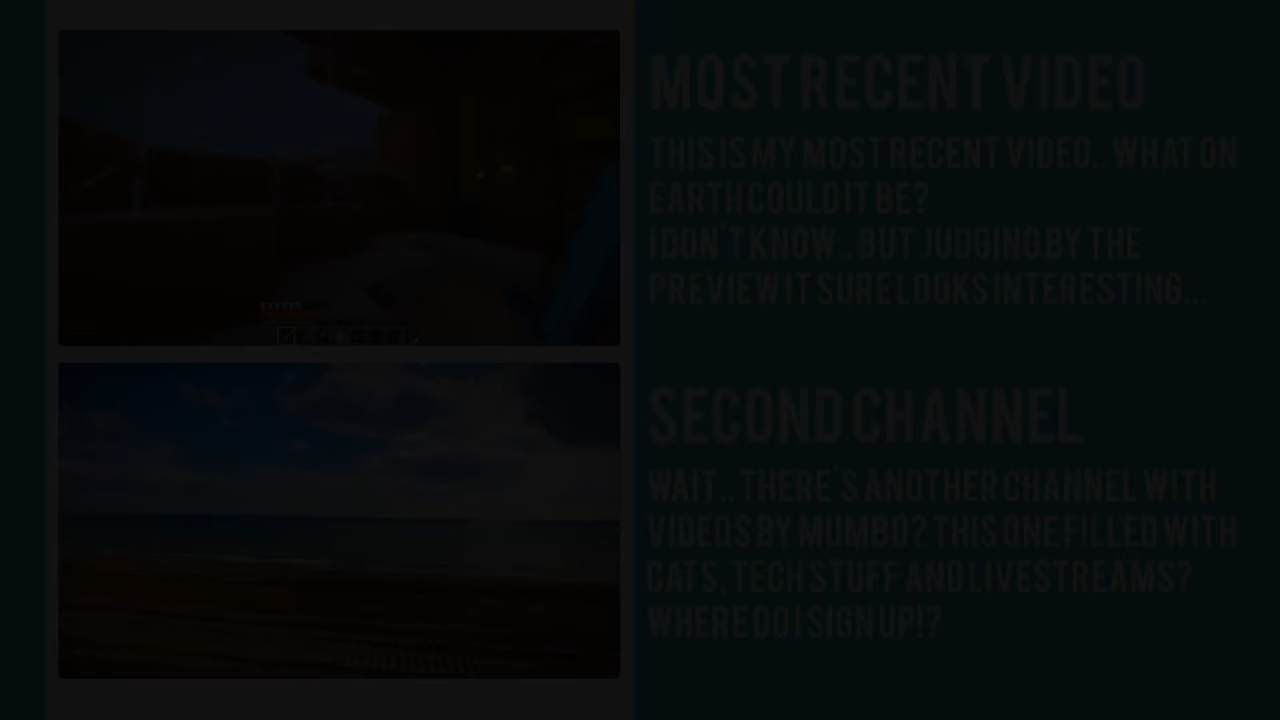 MOST RECENT VIDEO
THIS IS MY MOST RECENT VIDEO.. WHAT ON
EARTH COULD IT BE?
I DON'T KNOW.. BUT JUDGING BY THE
PREVIEW IT SURE LOOKS INTERESTING...
SECOND CHANNEL
WAIT.. THERE'S ANOTHER CHANNEL WITH
VIDEOS BY MUMBO? THIS ONE FILLED WITH
CATS, TECH STUFF AND LIVESTREAMS?
WHERE DO I SIGN UP!?